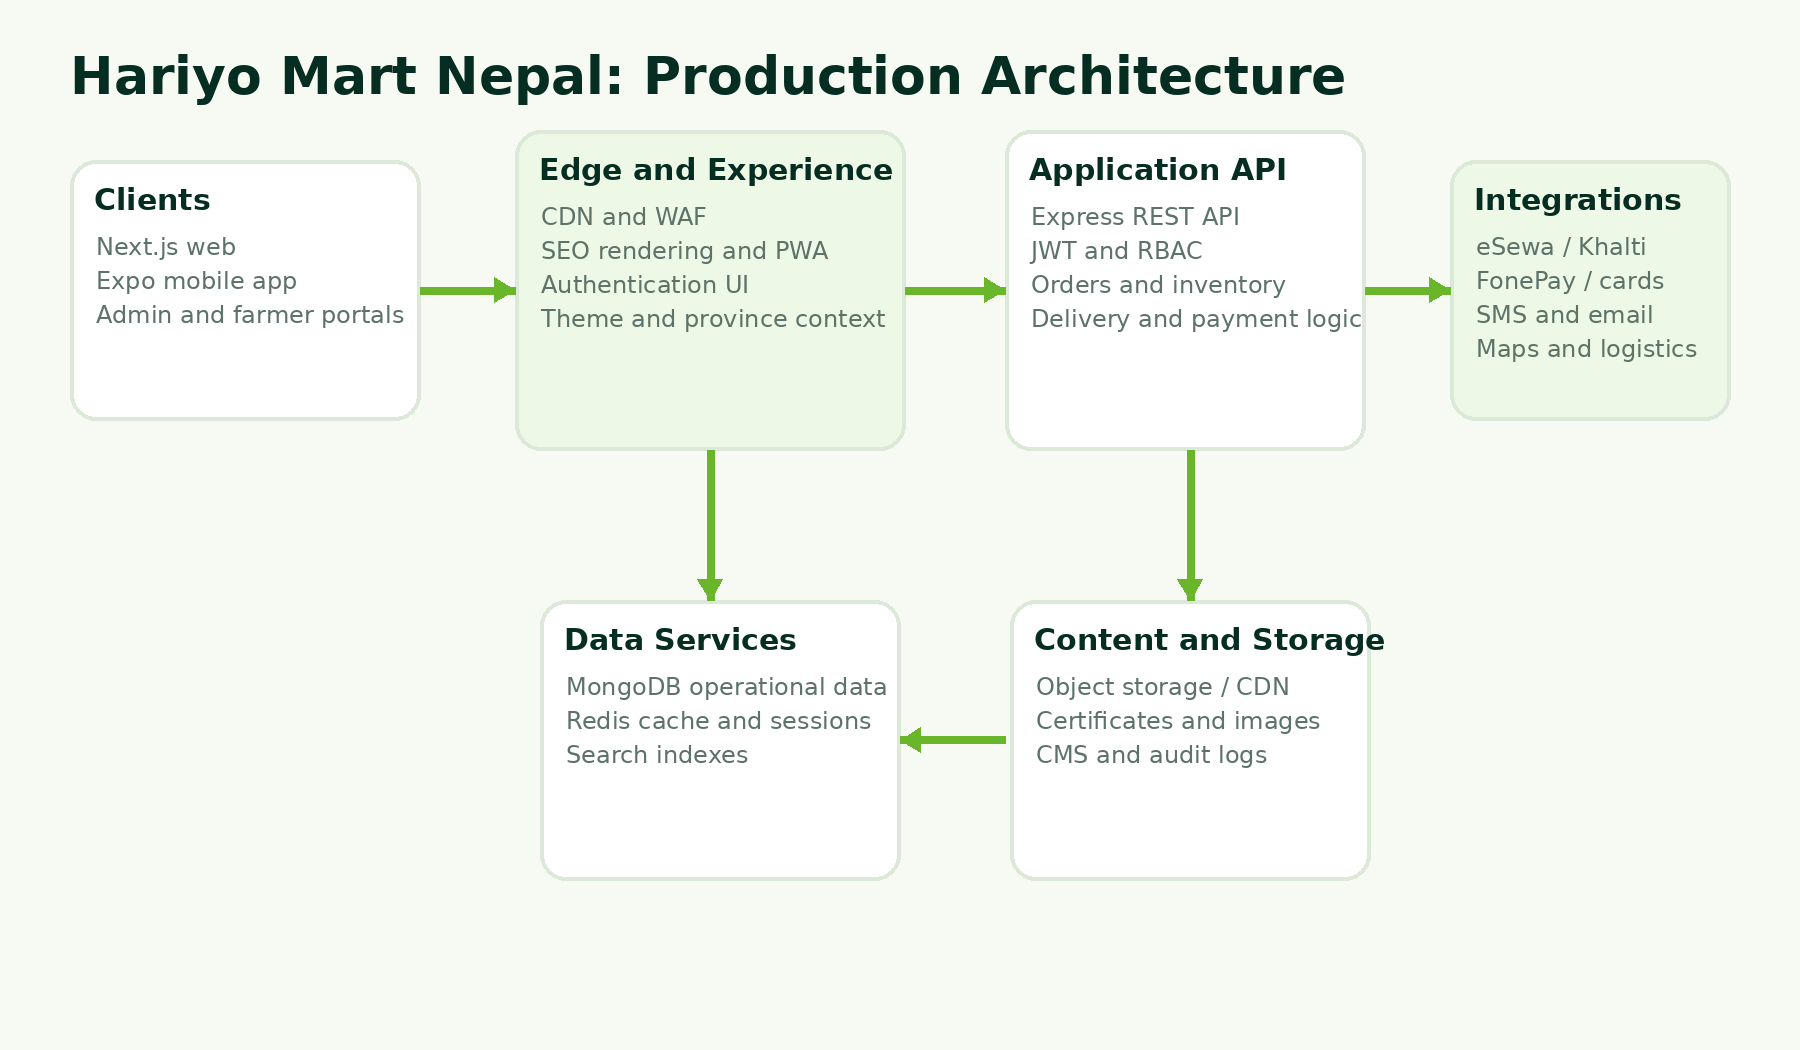 Hariyo Mart Nepal: Production Architecture
Clients
Next.js web
Expo mobile app
Admin and farmer portals
Edge and Experience
CDN and WAF
SEO rendering and PWA
Authentication UI
Theme and province context
Application API
Express REST API
JWT and RBAC
Orders and inventory
Delivery and payment logic
Integrations
eSewa / Khalti
FonePay / cards
SMS and email
Maps and logistics
Data Services
MongoDB operational data
Redis cache and sessions
Search indexes
Content and Storage
Object storage / CDN
Certificates and images
CMS and audit logs